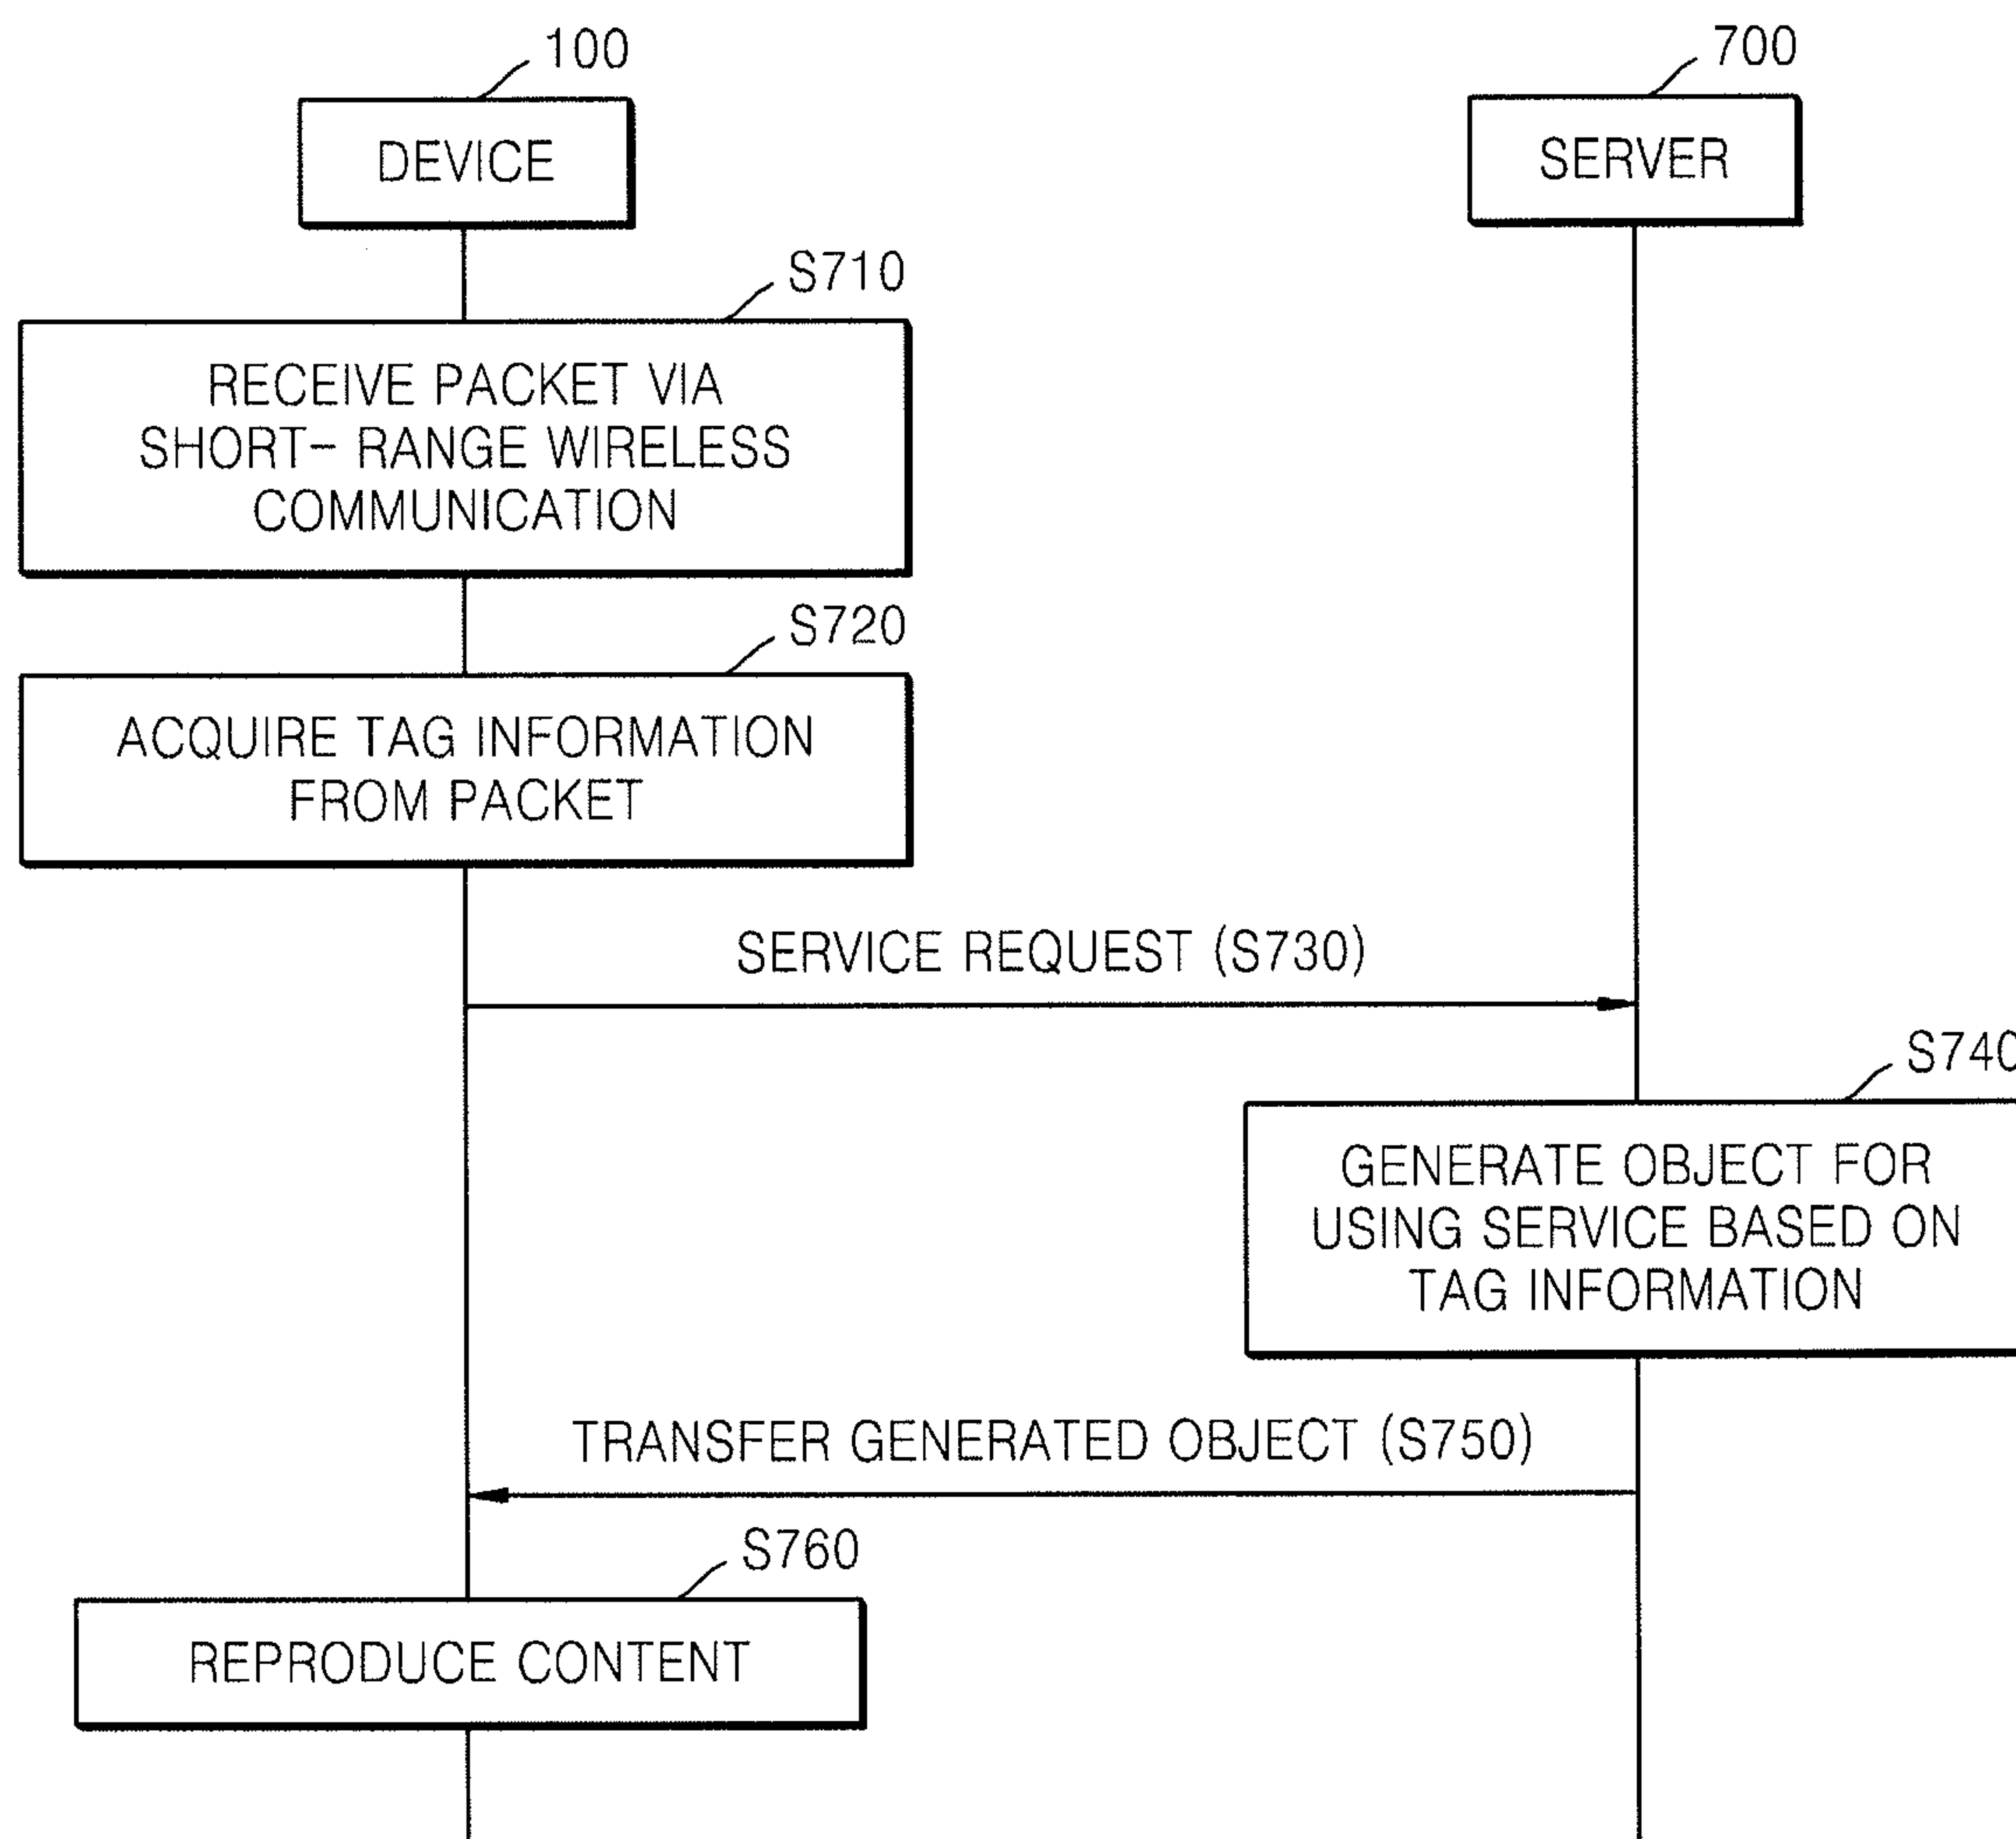 100
700
DEVICE
SERVER
S710
RECEIVE PACKET VIA
SHORT- RANGE WIRELESS
COMMUNICATION
S720
ACQUIRE TAG INFORMATION
FROM PACKET
SERVICE REQUEST (S730)
S740
GENERATE OBJECT FOR
USING SERVICE BASED ON
TAG INFORMATION
TRANSFER GENERATED OBJECT (S750)
S760
REPRODUCE CONTENT